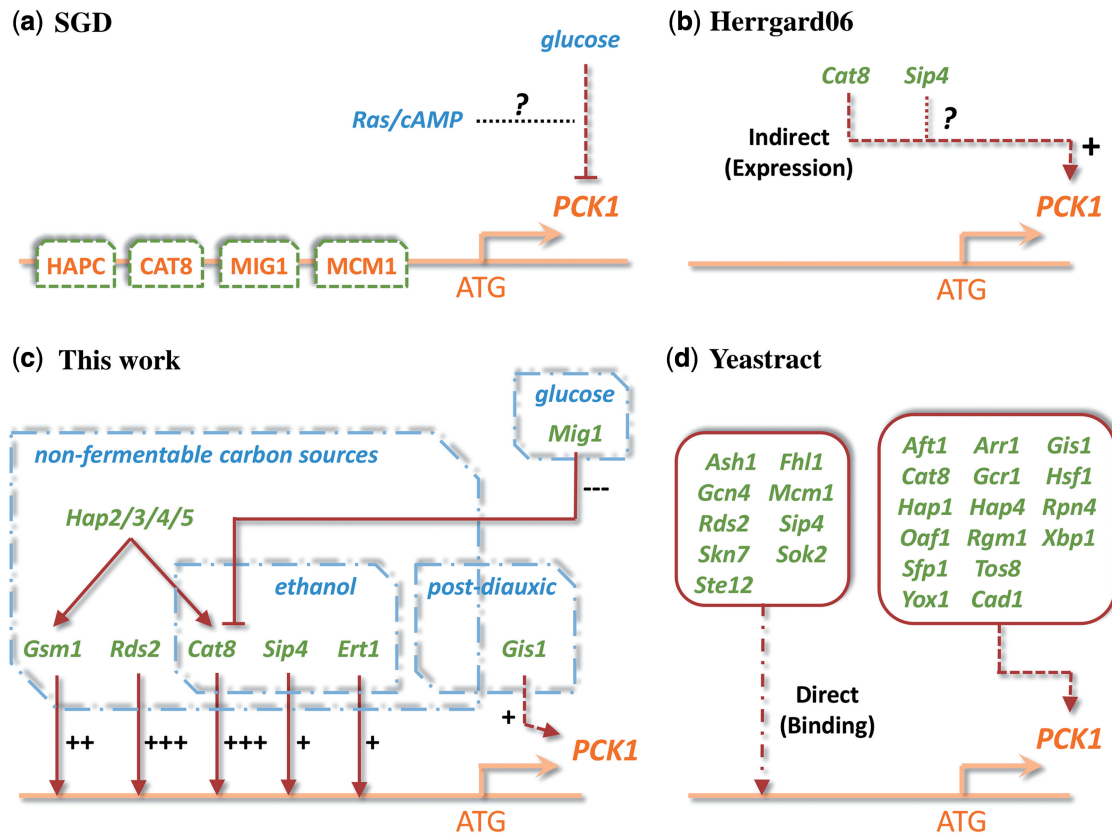 (a) SGD
glucose
Ras/cAMP
?
PCK1
HAPC CAT8 MIG1 MCM1
ATG
(b) Herrgard06
Cat8 Sip4
?
Indirect
(Expression)
+
PCK1
ATG
(c) This work
glucose
Mig1
---
non-fermentable carbon sources
Hap2/3/4/5
ethanol
post-diauxic
Gsm1 Rds2 Cat8 Sip4 Ert1 Gis1
++ +++ +++ + + +
PCK1
ATG
(d) Yeastract
Ash1 Fhl1
Gcn4 Mcm1
Rds2 Sip4
Skn7 Sok2
Ste12
Aft1 Arr1 Gis1
Cat8 Gcr1 Hsf1
Hap1 Hap4 Rpn4
Oaf1 Rgm1 Xbp1
Sfp1 Tos8
Yox1 Cad1
Direct
(Binding)
PCK1
ATG